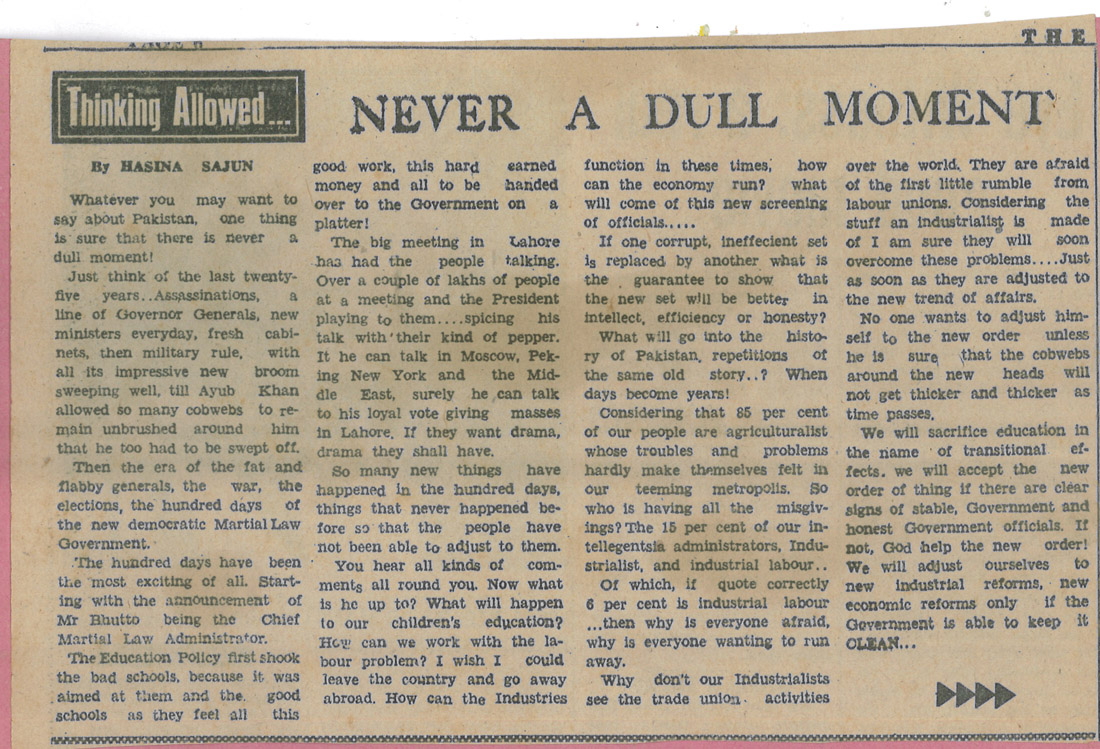 THE
Thinking Allowed...
NEVER A DULL MOMENT
By HASINA SAJUN
Whatever you may want to
say about Pakistan, one thing
is sure that there is never a
dull moment!
Just think of the last twenty-
five years..Assassinations, a
line of Governor Generals, new
ministers everyday, fresh cabi-
nets, then military rule, with
all its impressive new broom
sweeping well, till Ayub Khan
allowed so many cobwebs to re-
main unbrushed around him
that he too had to be swept off.
Then the era of the fat and
flabby generals, the war, the
elections, the hundred days of
the new democratic Martial Law
Government.
The hundred days have been
the most exciting of all. Start-
ing with the announcement of
Mr Bhutto being the Chief
Martial Law Administrator.
The Education Policy first shook
the bad schools, because it was
aimed at them and the good
schools as they feel all this
good work, this hard earned
money and all to be handed
over to the Government on a
platter!
The big meeting in Lahore
has had the people talking.
Over a couple of lakhs of people
at a meeting and the President
playing to them....spicing his
talk with their kind of pepper.
It he can talk in Moscow, Pek-
ing New York and the Mid-
dle East, surely he can talk
to his loyal vote giving masses
in Lahore. If they want drama,
drama they shall have.
So many new things have
happened in the hundred days,
things that never happened be-
fore so that the people have
not been able to adjust to them.
You hear all kinds of com-
ments all round you. Now what
is he up to? What will happen
to our children's education?
How can we work with the la-
bour problem? I wish I could
leave the country and go away
abroad. How can the Industries
function in these times, how
can the economy run? what
will come of this new screening
of officials.....
If one corrupt, ineffecient set
is replaced by another what is
the guarantee to show that
the new set will be better in
intellect, efficiency or honesty?
What will go into the histo-
ry of Pakistan, repetitions of
the same old story..? When
days become years!
Considering that 85 per cent
of our people are agriculturalist
whose troubles and problems
hardly make themselves felt in
our teeming metropolis. So
who is having all the misgiv-
ings? The 15 per cent of our in-
tellegentsia administrators, Indu-
strialist, and industrial labour..
Of which, if quote correctly
6 per cent is industrial labour
...then why is everyone afraid,
why is everyone wanting to run
away.
Why don't our Industrialists
see the trade union activities
over the world. They are afraid
of the first little rumble from
labour unions. Considering the
stuff an industrialist is made
of I am sure they will soon
overcome these problems....Just
as soon as they are adjusted to
the new trend of affairs.
No one wants to adjust him-
self to the new order unless
he is sure that the cobwebs
around the new heads will
not get thicker and thicker as
time passes.
We will sacrifice education in
the name of transitional ef-
fects. we will accept the new
order of thing if there are clear
signs of stable, Government and
honest Government officials. If
not, God help the new order!
We will adjust ourselves to
new industrial reforms, new
economic reforms only if the
Government is able to keep it
CLEAN...